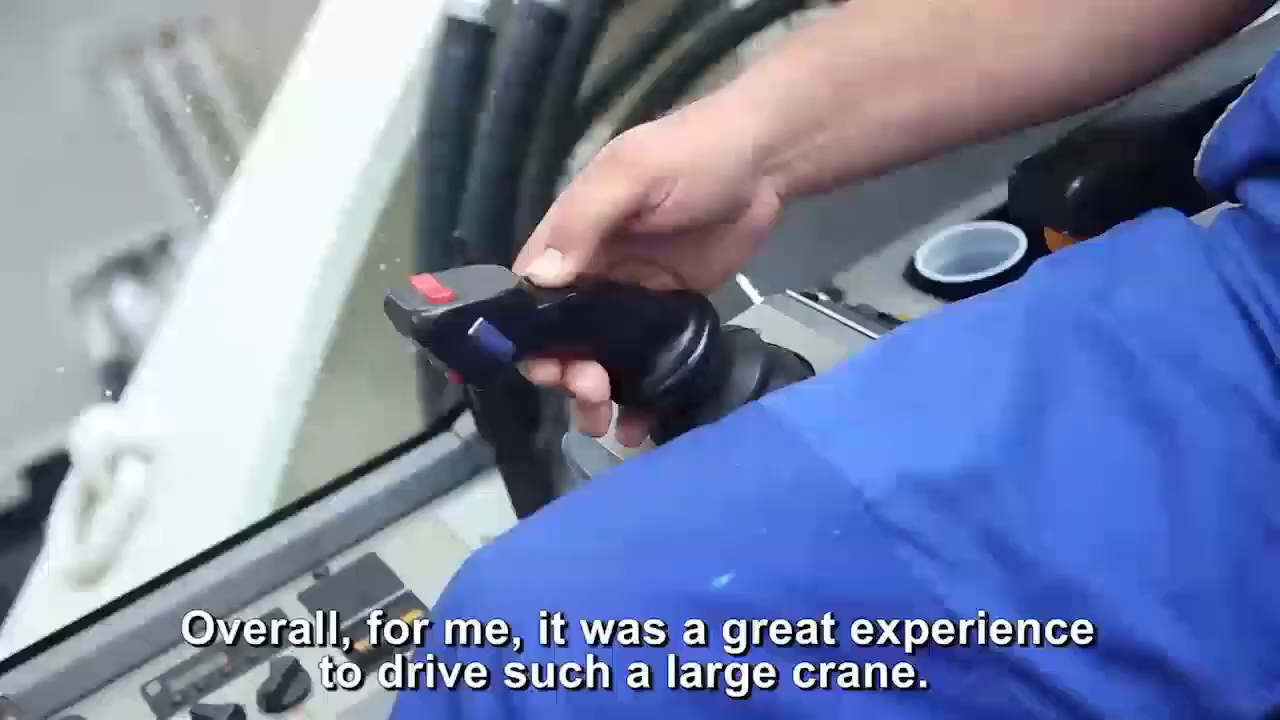 Overall, for me, it was a great experience
to drive such a large crane.